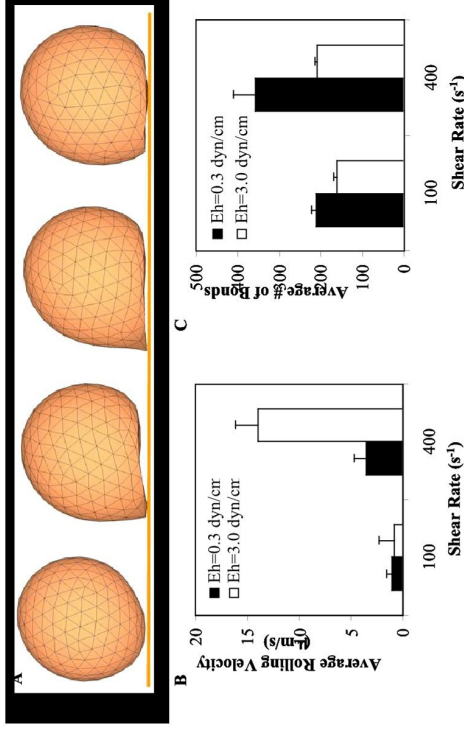 A
B
20
15
10
5
0
Average Rolling Velocity
(µm/s)
Eh=0.3 dyn/cm
Eh=3.0 dyn/cm
100
400
Shear Rate (s-1)
C
500
400
300
200
100
0
Average # of Bonds
Eh=0.3 dyn/cm
Eh=3.0 dyn/cm
100
400
Shear Rate (s-1)